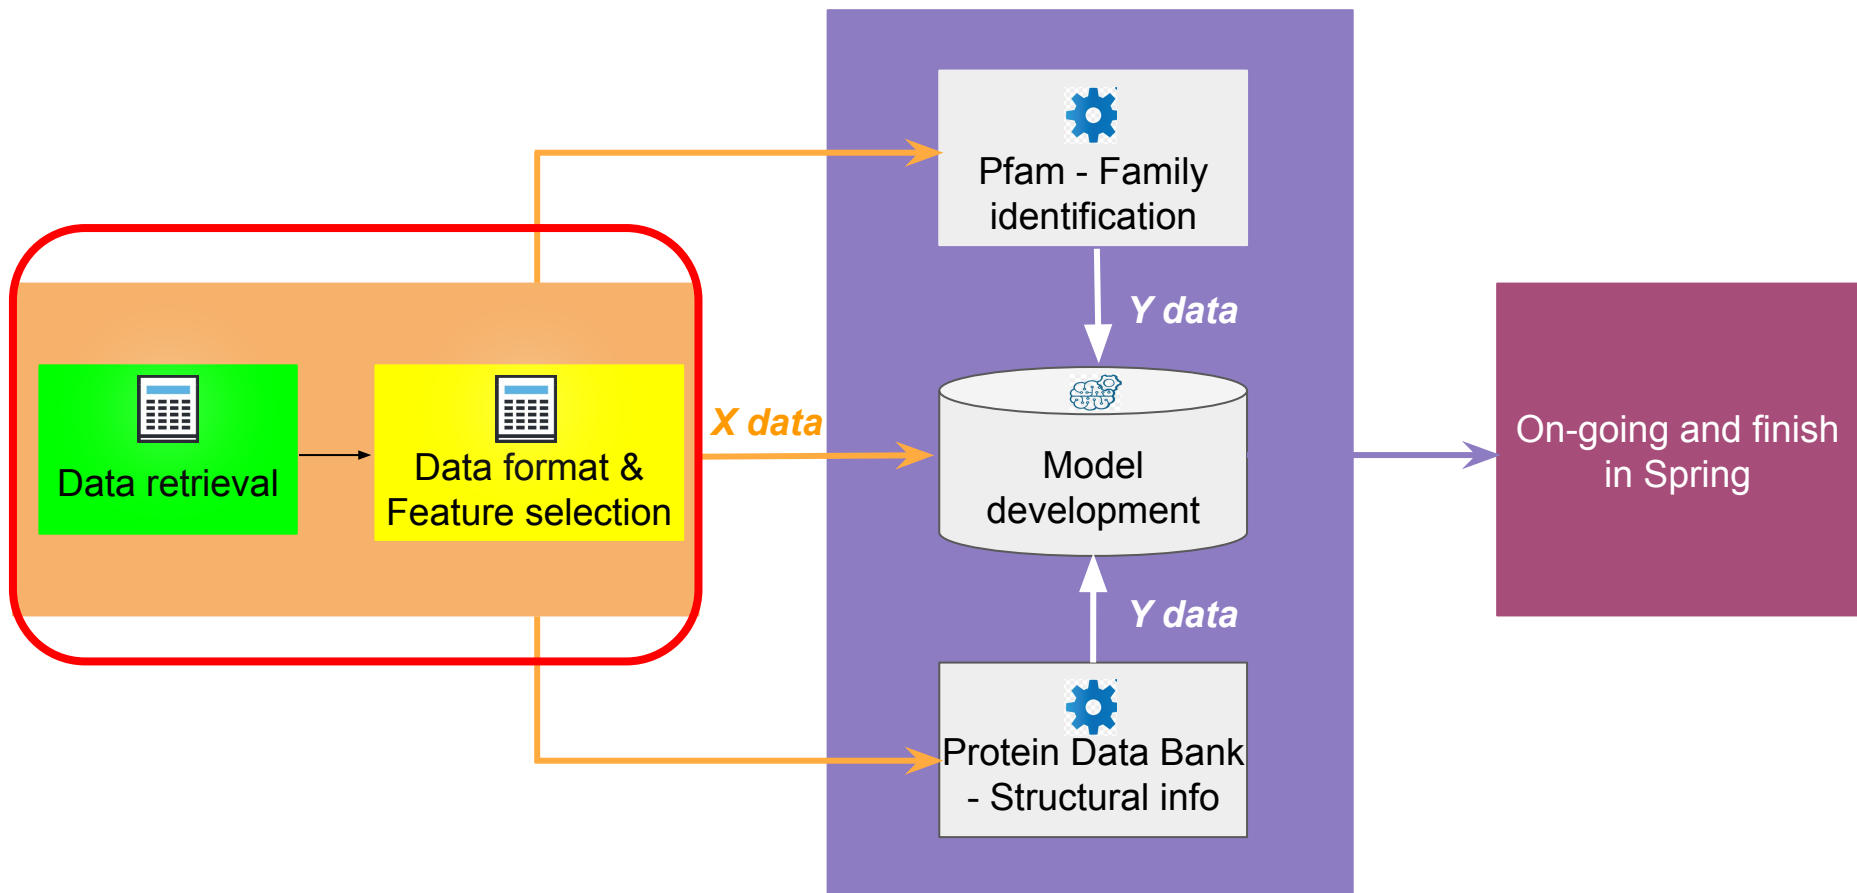 Data retrieval
Data format &
Feature selection
X data
Pfam - Family
identification
Y data
Model
development
Y data
Protein Data Bank
- Structural info
On-going and finish
in Spring